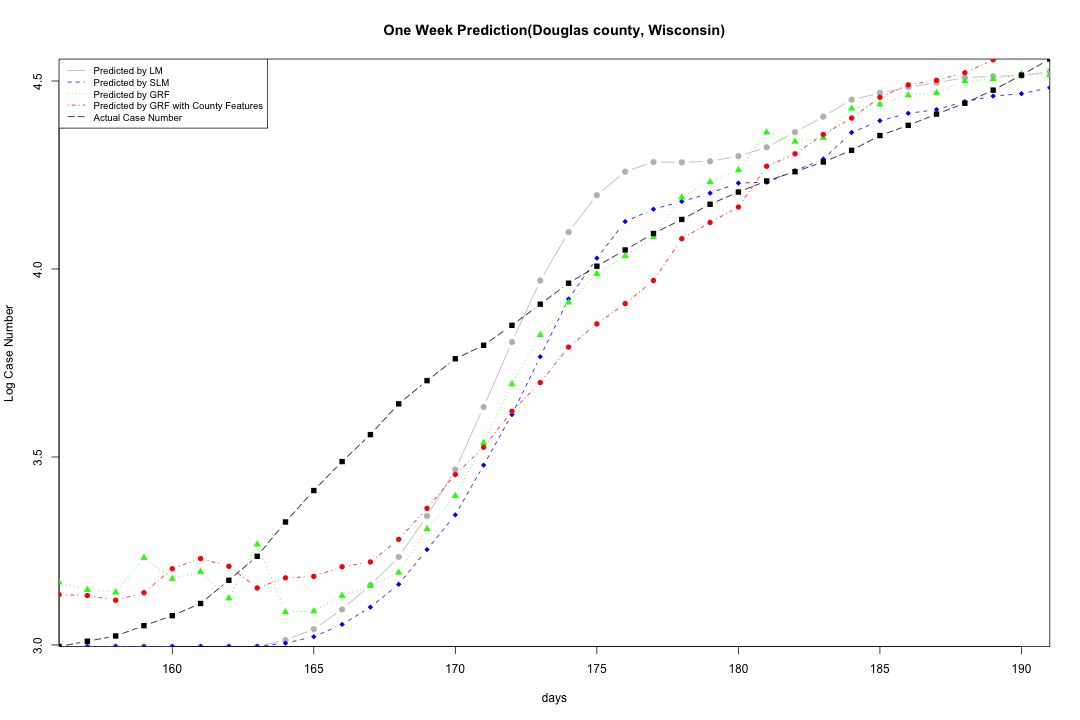 One Week Prediction(Douglas county, Wisconsin)
Predicted by LM
Predicted by SLM
Predicted by GRF
Predicted by GRF with County Features
Actual Case Number
4.5
4.0
3.5
3.0
Log Case Number
160 165 170 175 180 185 190
days